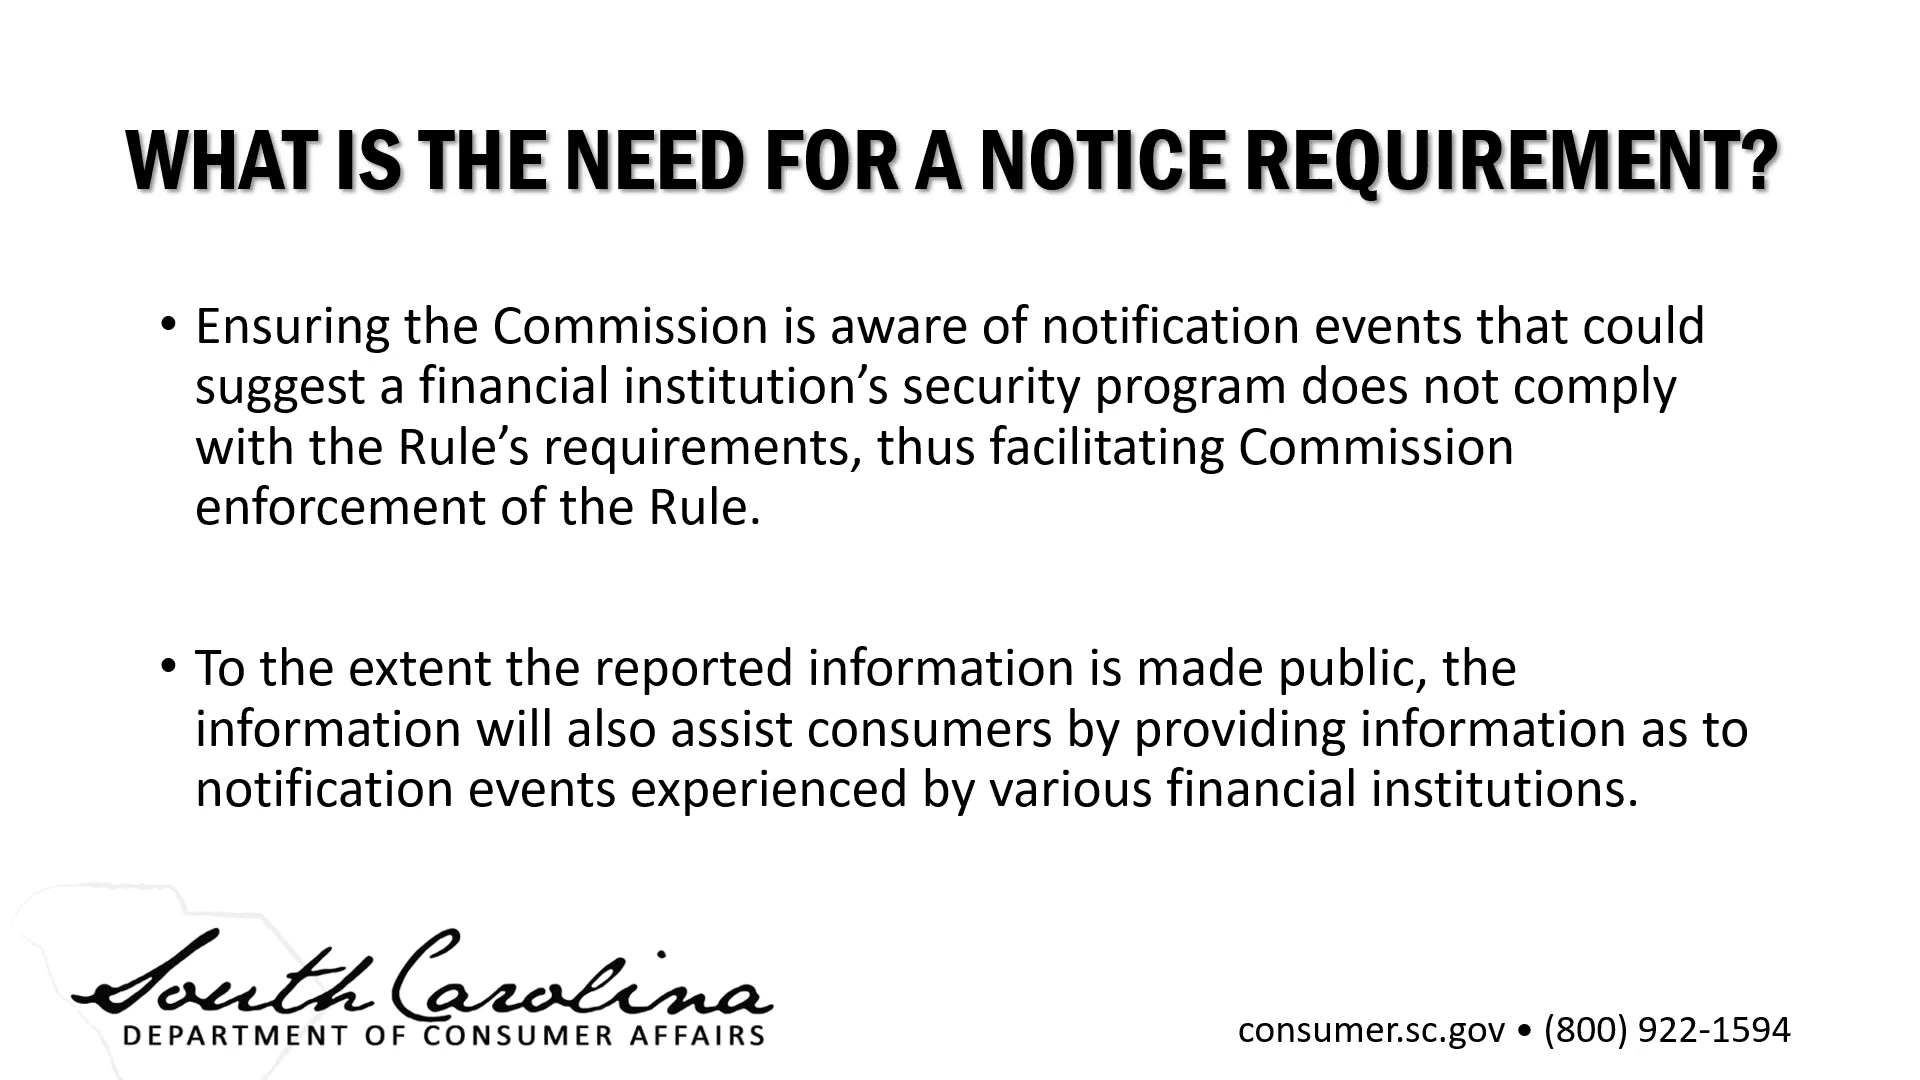 WHAT IS THE NEED FOR A NOTICE REQUIREMENT?
• Ensuring the Commission is aware of notification events that could
suggest a financial institution’s security program does not comply
with the Rule’s requirements, thus facilitating Commission
enforcement of the Rule.
• To the extent the reported information is made public, the
information will also assist consumers by providing information as to
notification events experienced by various financial institutions.
South Carolina
DEPARTMENT OF CONSUMER AFFAIRS
consumer.sc.gov • (800) 922-1594